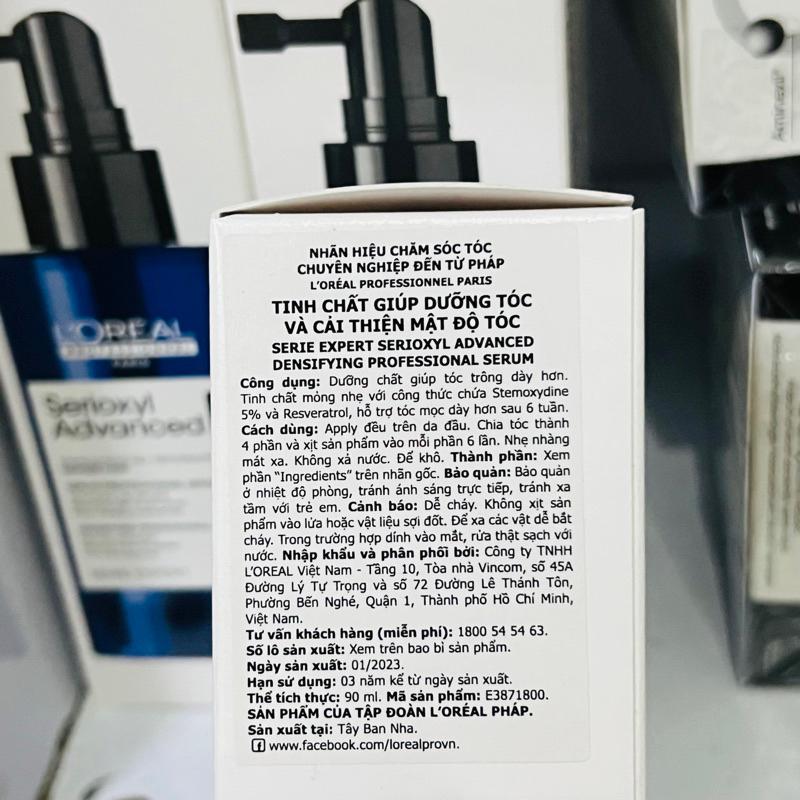 NHÃN HIỆU CHĂM SÓC TÓC
CHUYÊN NGHIỆP ĐẾN TỪ PHÁP
L'ORÉAL PROFESSIONNEL PARIS
TINH CHẤT GIÚP DƯỠNG TÓC
VÀ CẢI THIỆN MẬT ĐỘ TÓC
SERIE EXPERT SERIOXYL ADVANCED
DENSIFYING PROFESSIONAL SERUM
Công dụng: Dưỡng chất giúp tóc trông dày hơn.
Tinh chất mỏng nhẹ với công thức chứa Stemoxydine
5% và Resveratrol, hỗ trợ tóc mọc dày hơn sau 6 tuần.
Cách dùng: Apply đều trên da đầu. Chia tóc thành
4 phần và xịt sản phẩm vào mỗi phần 6 lần. Nhẹ nhàng
mát xa. Không xả nước. Để khô. Thành phần: Xem
phần "Ingredients" trên nhãn gốc. Bảo quản: Bảo quản
ở nhiệt độ phòng, tránh ánh sáng trực tiếp, tránh xa
tầm với trẻ em. Cảnh báo: Dễ cháy. Không xịt sản
phẩm vào lửa hoặc vật liệu sợi đốt. Để xa các vật dễ bắt
cháy. Trong trường hợp dính vào mắt, rửa thật sạch với
nước. Nhập khẩu và phân phối bởi: Công ty TNHH
L'OREAL Việt Nam - Tầng 10, Tòa nhà Vincom, số 45A
Đường Lý Tự Trọng và số 72 Đường Lê Thánh Tôn,
Phường Bến Nghé, Quận 1, Thành phố Hồ Chí Minh,
Việt Nam.
Tư vấn khách hàng (miễn phí): 1800 54 54 63.
Số lô sản xuất: Xem trên bao bì sản phẩm.
Ngày sản xuất: 01/2023.
Hạn sử dụng: 03 năm kể từ ngày sản xuất.
Thể tích thực: 90 ml. Mã sản phẩm: E3871800.
SẢN PHẨM CỦA TẬP ĐOÀN L'ORÉAL PHÁP.
Sản xuất tại: Tây Ban Nha.
www.facebook.com/lorealprovn.
L'ORÉAL
PROFESSIONNEL
PARIS
Serioxyl
Advanced